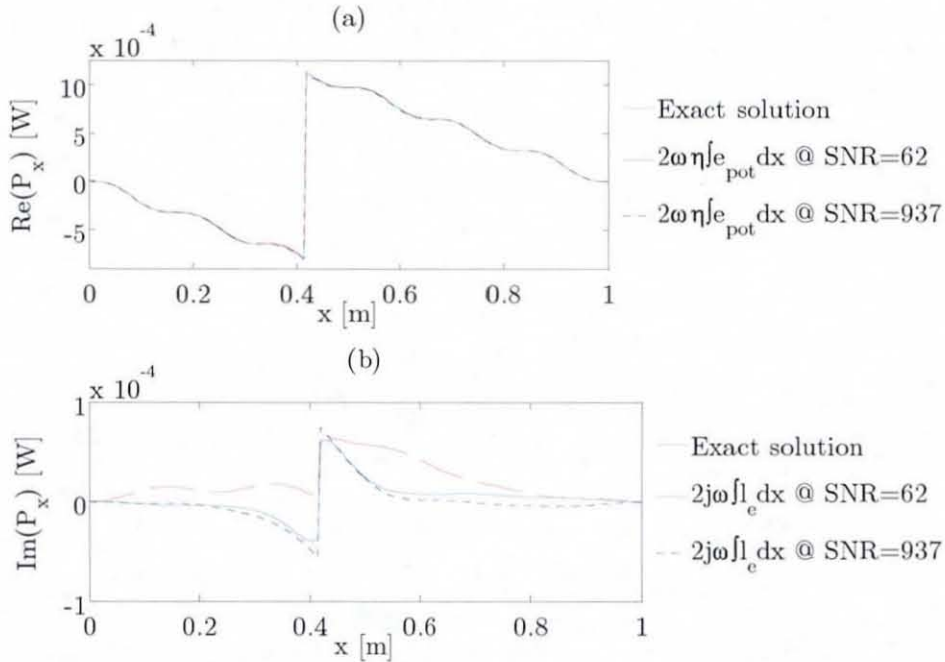 (a)
x 10^-4
Re(P_x) [W]
10
5
0
-5
0 0.2 0.4 0.6 0.8 1
x [m]
Exact solution
2ω η∫e_pot dx @ SNR=62
2ω η∫e_pot dx @ SNR=937
(b)
x 10^-4
Im(P_x) [W]
1
0
-1
0 0.2 0.4 0.6 0.8 1
x [m]
Exact solution
2jω∫l_e dx @ SNR=62
2jω∫l_e dx @ SNR=937